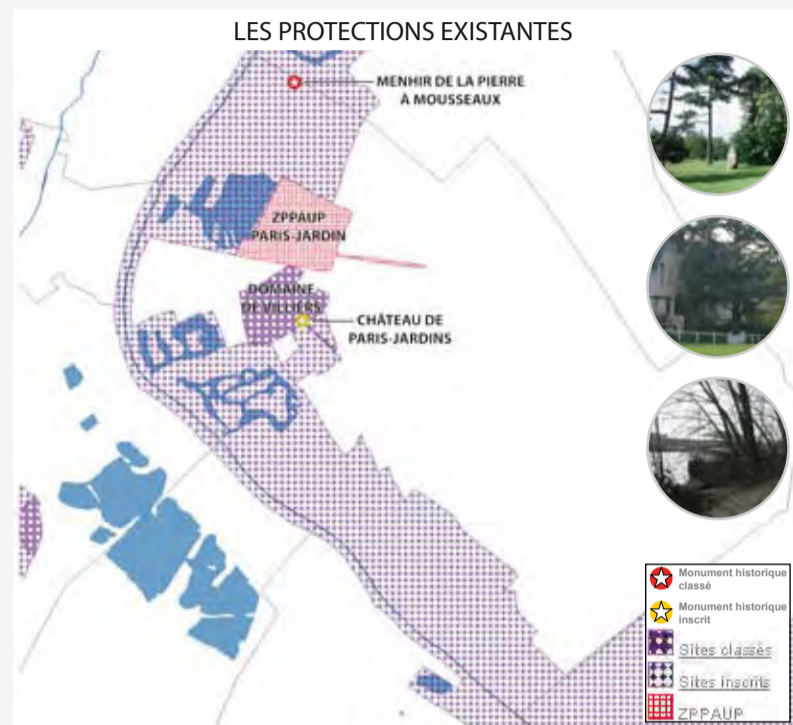 LES PROTECTIONS EXISTANTES
MENHIR DE LA PIERRE
À MOUSSEAUX
ZPPAUP
PARIS-JARDIN
DOMAINE
DE VILLIERS
CHÂTEAU DE
PARIS-JARDINS
Monument historique
classé
Monument historique
inscrit
Sites classés
Sites inscrits
ZPPAUP